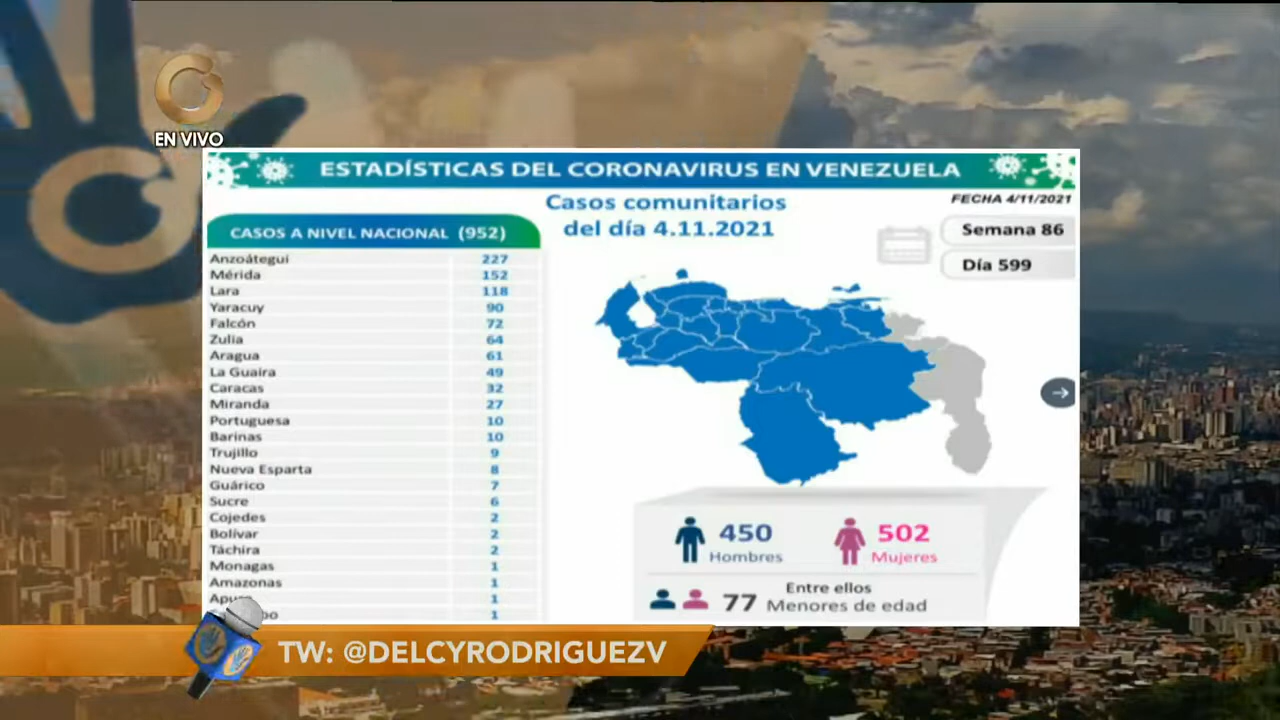 EN VIVO
ESTADÍSTICAS DEL CORONAVIRUS EN VENEZUELA
FECHA 4/11/2021
Casos comunitarios
del día 4.11.2021
Semana 86
Día 599
CASOS A NIVEL NACIONAL (952)
Anzoátegui 227
Mérida 152
Lara 118
Yaracuy 90
Falcón 72
Zulia 64
Aragua 61
La Guaira 49
Caracas 32
Miranda 27
Portuguesa 10
Barinas 10
Trujillo 9
Nueva Esparta 8
Guárico 7
Sucre 6
Cojedes 2
Bolívar 2
Táchira 2
Monagas 1
Amazonas 1
1
1
450
Hombres
502
Mujeres
77
Entre ellos
Menores de edad
TW: @DELCYRODRIGUEZV